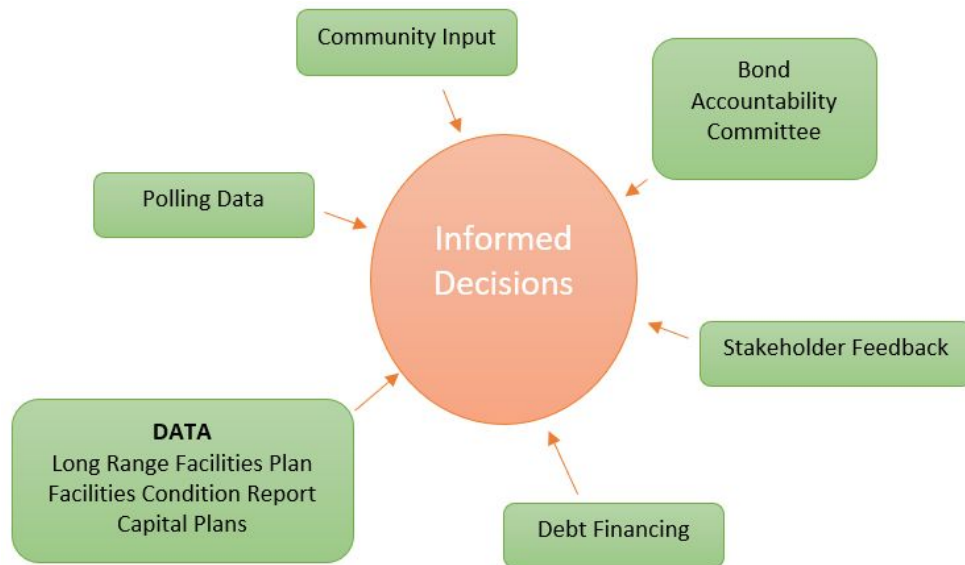 Community Input
Bond
Accountability
Committee
Polling Data
Informed
Decisions
Stakeholder Feedback
DATA
Long Range Facilities Plan
Facilities Condition Report
Capital Plans
Debt Financing